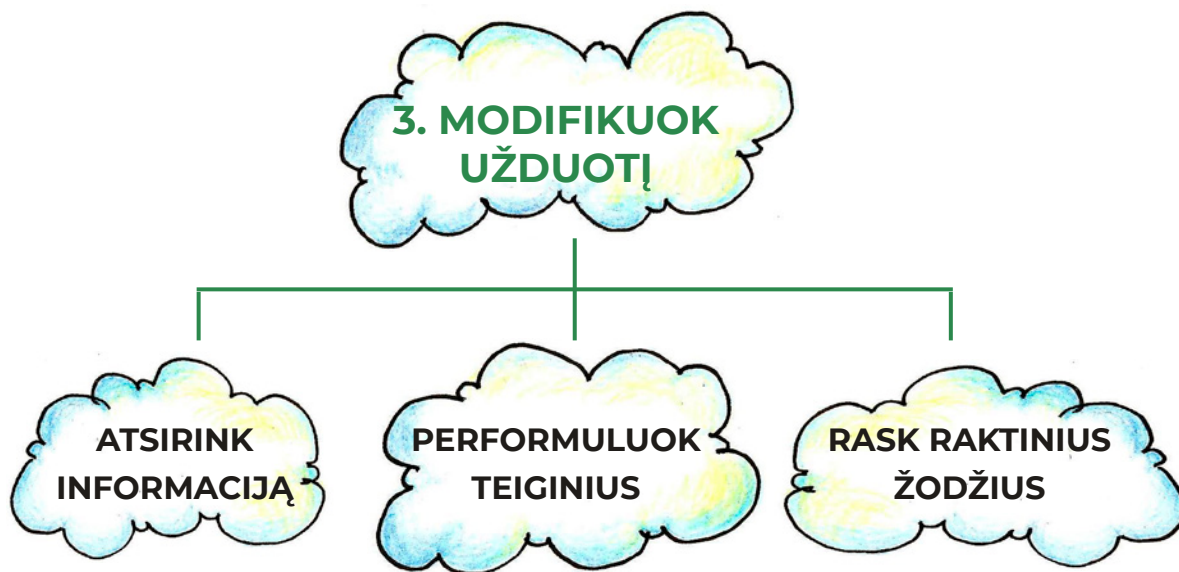 3. MODIFIKUOK
UŽDUOTĮ
ATSIRINK
INFORMACIJĄ
PERFORMULUOK
TEIGINIUS
RASK RAKTINIUS
ŽODŽIUS